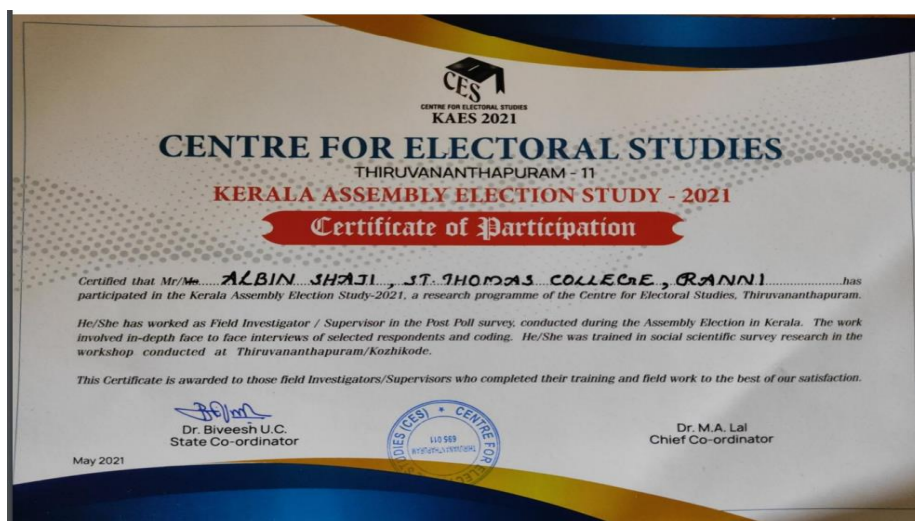 CES
CENTRE FOR ELECTORAL STUDIES
KAES 2021
CENTRE FOR ELECTORAL STUDIES
THIRUVANANTHAPURAM - 11
KERALA ASSEMBLY ELECTION STUDY - 2021
Certificate of Participation
Certified that Mr/Ms ALBIN SHAJI, ST. THOMAS COLLEGE, RANNI has
participated in the Kerala Assembly Election Study-2021, a research programme of the Centre for Electoral Studies, Thiruvananthapuram.
He/She has worked as Field Investigator / Supervisor in the Post Poll survey, conducted during the Assembly Election in Kerala. The work
involved in-depth face to face interviews of selected respondents and coding. He/She was trained in social scientific survey research in the
workshop conducted at Thiruvananthapuram/Kozhikode.
This Certificate is awarded to those field Investigators/Supervisors who completed their training and field work to the best of our satisfaction.
Dr. Biveesh U.C.
State Co-ordinator
CENTRE FOR ELEC
STUDIES (CES) *
THIRUVANANTHAPURAM
695 011
Dr. M.A. Lal
Chief Co-ordinator
May 2021